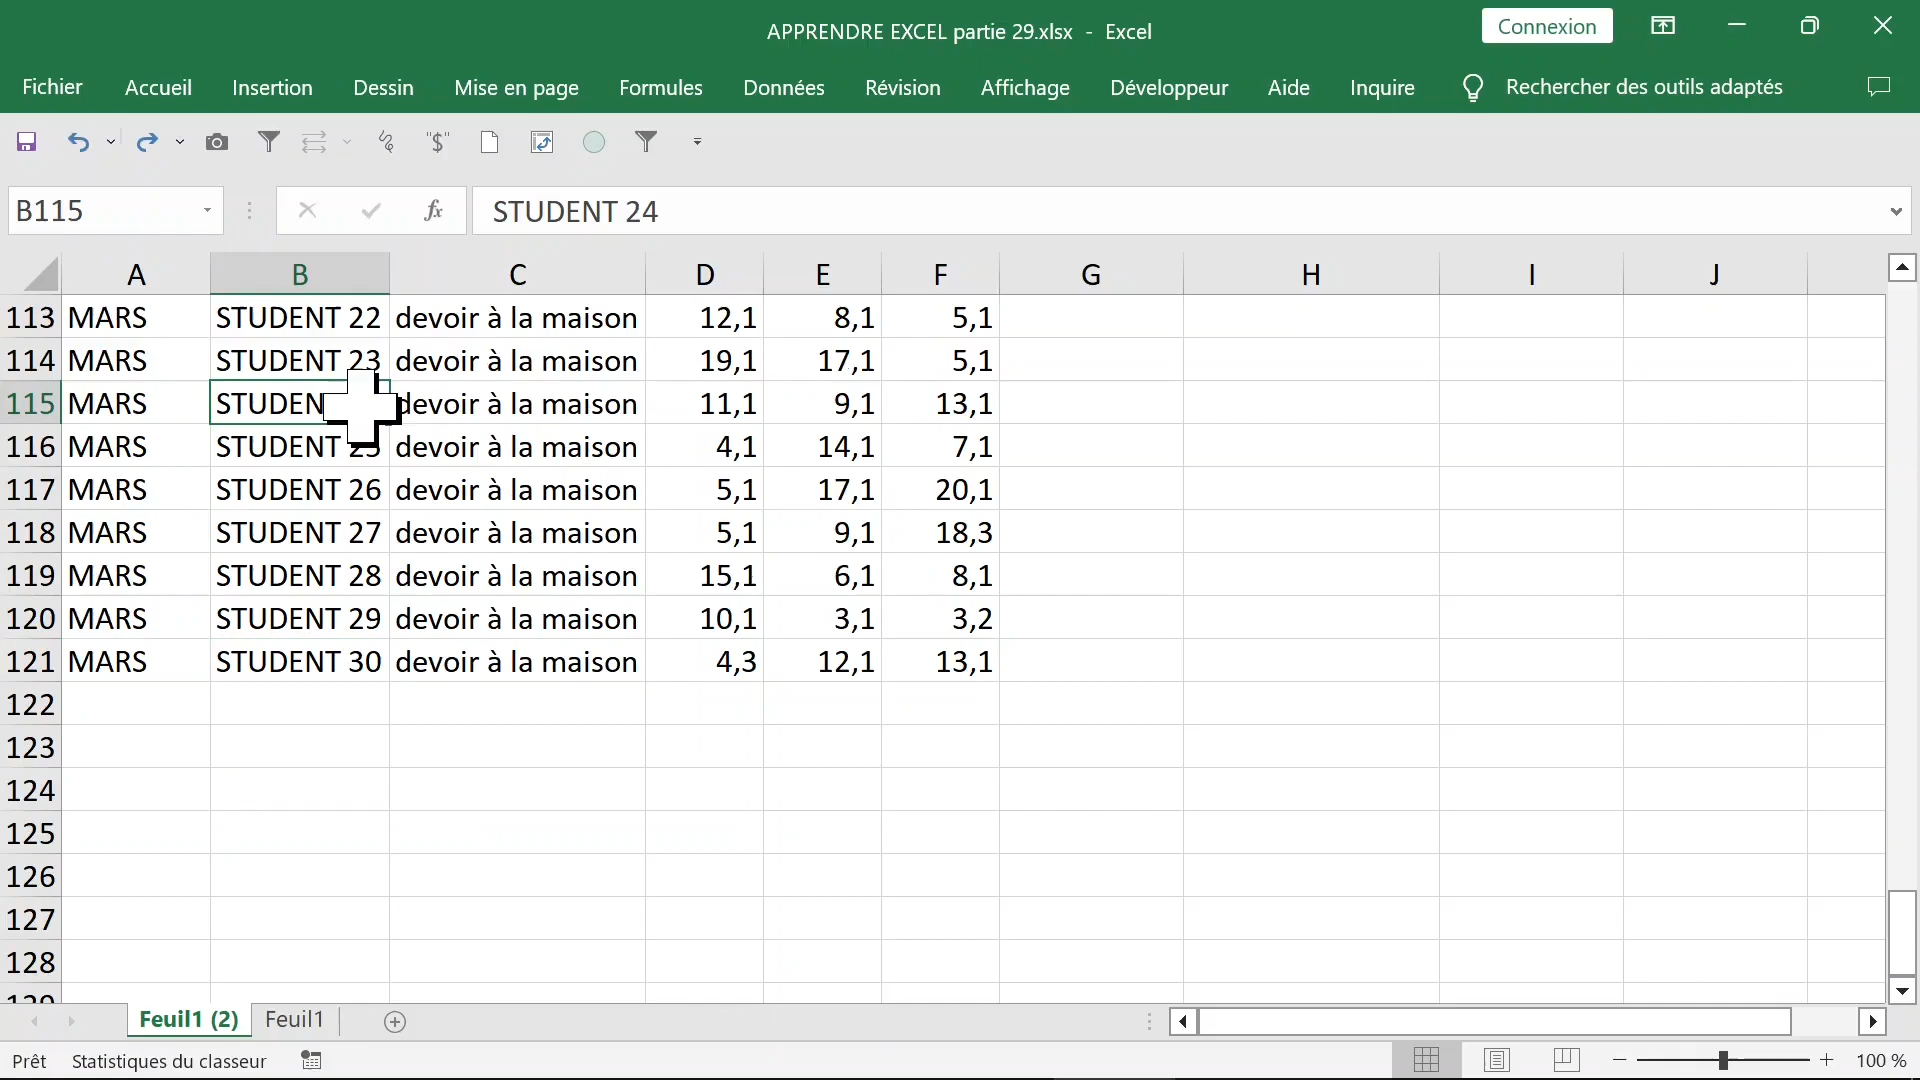 APPRENDRE EXCEL partie 29.xlsx - Excel
Connexion
Fichier Accueil Insertion Dessin Mise en page Formules Données Révision Affichage Développeur Aide Inquire Rechercher des outils adaptés
"$"
B115 fx STUDENT 24
A B C D E F G H I J
113 MARS STUDENT 22 devoir à la maison 12,1 8,1 5,1
114 MARS STUDENT 23 devoir à la maison 19,1 17,1 5,1
115 MARS devoir à la maison 11,1 9,1 13,1
116 MARS STUDENT 25 devoir à la maison 4,1 14,1 7,1
117 MARS STUDENT 26 devoir à la maison 5,1 17,1 20,1
118 MARS STUDENT 27 devoir à la maison 5,1 9,1 18,3
119 MARS STUDENT 28 devoir à la maison 15,1 6,1 8,1
120 MARS STUDENT 29 devoir à la maison 10,1 3,1 3,2
121 MARS STUDENT 30 devoir à la maison 4,3 12,1 13,1
122
123
124
125
126
127
128
Feuil1 (2) Feuil1
Prêt Statistiques du classeur 100 %